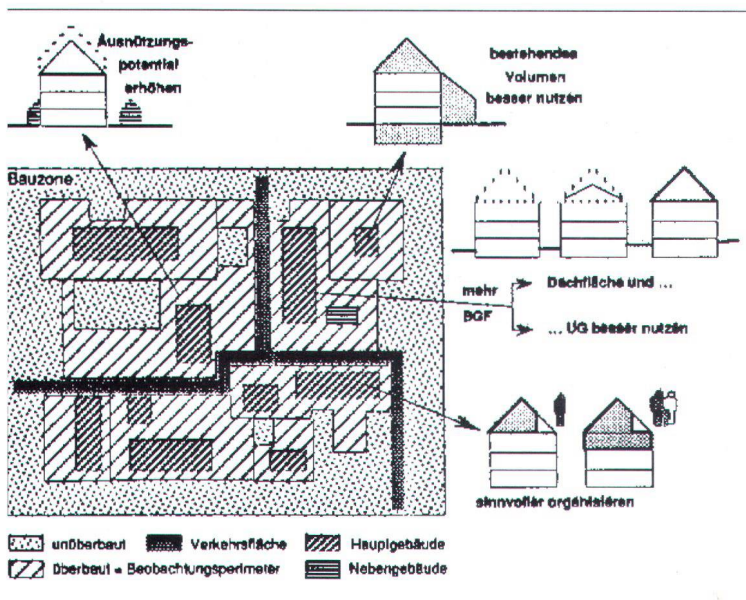 Ausnützungs-
potential
erhöhen
bestehendes
Volumen
besser nutzen
Bauzone
mehr
BGF
Dachfläche und ...
... UG besser nutzen
sinnvoller organisieren
unüberbaut
Verkehrsfläche
Hauptgebäude
überbaut = Beobachtungsperimeter
Nebengebäude